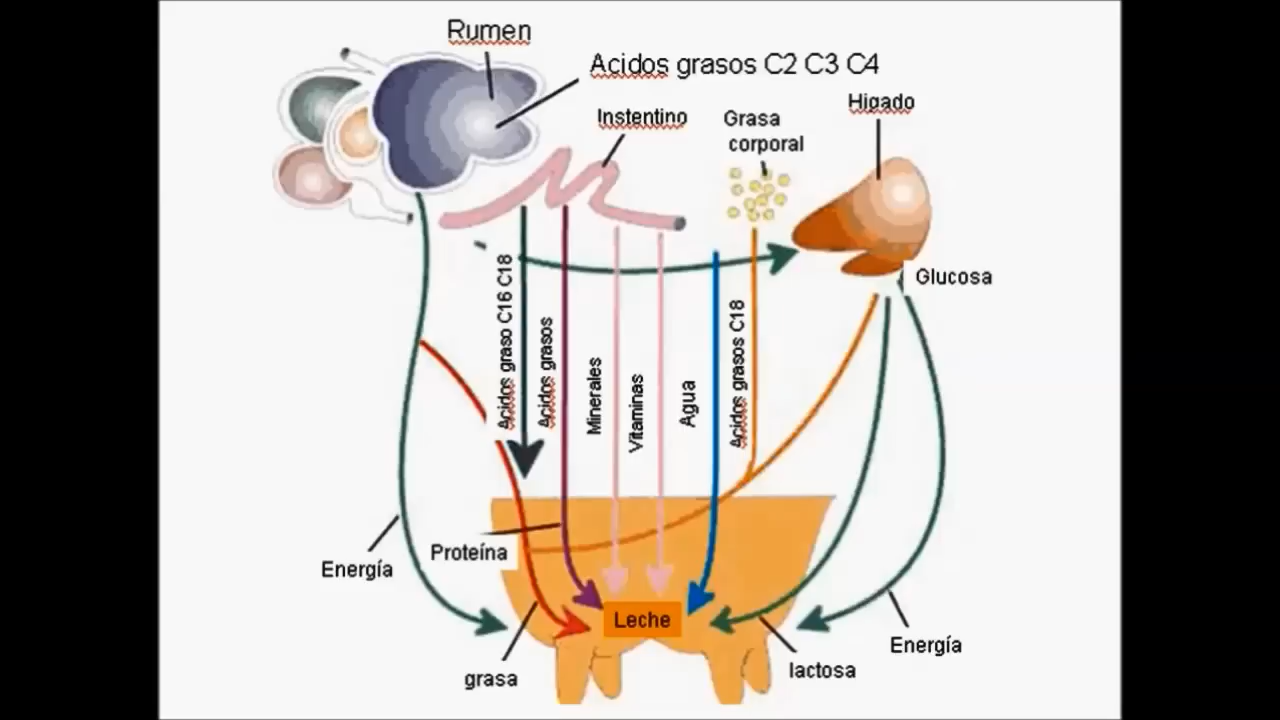 Rumen
Acidos grasos C2 C3 C4
Higado
Instentino
Grasa
corporal
Glucosa
Acidos graso C16 C18
Acidos grasos
Minerales
Vitaminas
Agua
Acidos grasos C18
Proteína
Energía
Leche
grasa
lactosa
Energía